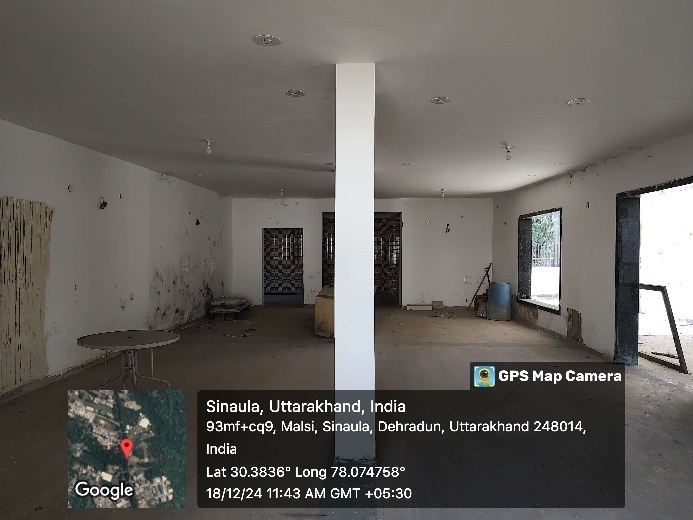 GPS Map Camera
Sinaula, Uttarakhand, India
93mf+cq9, Malsi, Sinaula, Dehradun, Uttarakhand 248014,
India
Lat 30.3836° Long 78.074758°
18/12/24 11:43 AM GMT +05:30
Google